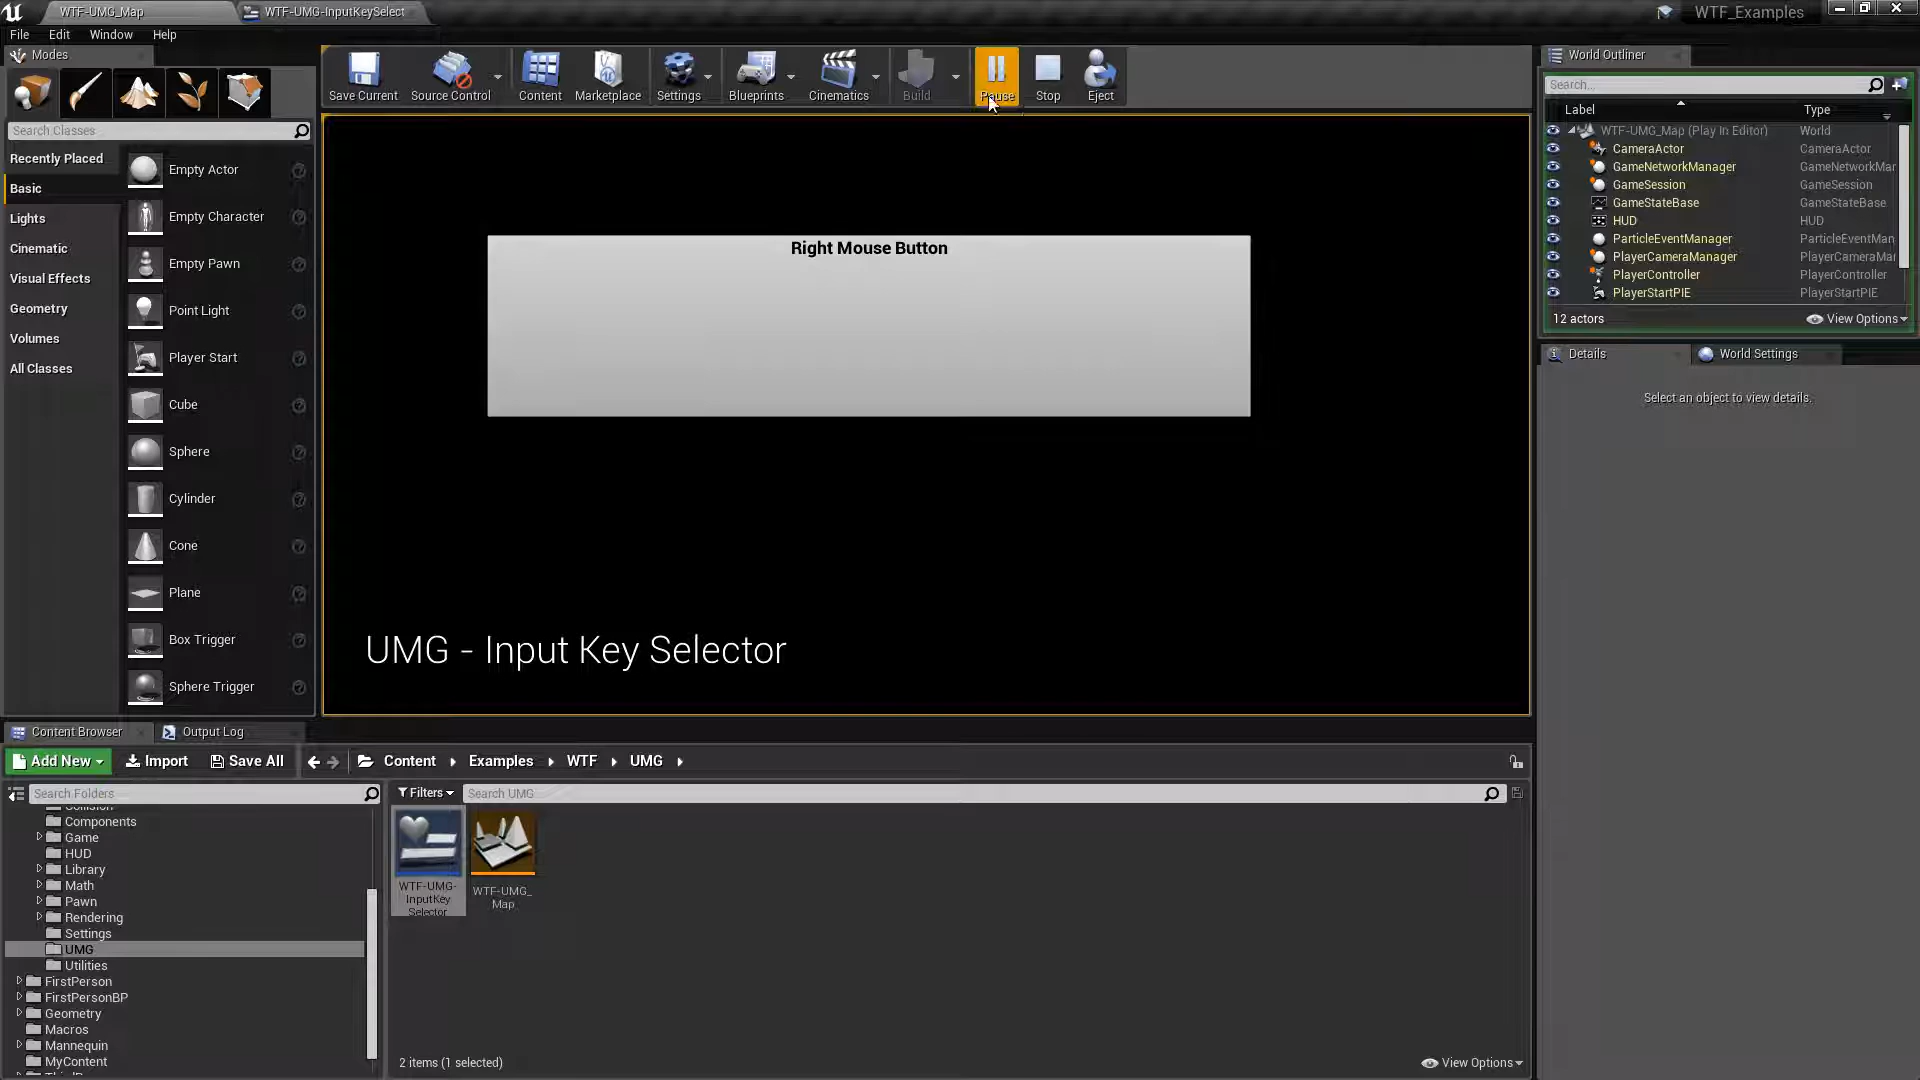 WTF-UMG_Map
WTF-UMG-InputKeySelect
WTF_Examples
File Edit Window Help
Modes
Save Current
Source Control
Content
Marketplace
Settings
Blueprints
Cinematics
Build
Pause
Stop
Eject
World Outliner
Search...
Label Type
WTF-UMG_Map (Play In Editor) World
CameraActor CameraActor
GameNetworkManager GameNetworkMar
GameSession GameSession
GameStateBase GameStateBase
HUD HUD
ParticleEventManager ParticleEventMan
PlayerCameraManager PlayerCameraMar
PlayerController PlayerController
PlayerStartPIE PlayerStartPIE
12 actors
View Options
Details
World Settings
Select an object to view details.
Search Classes
Recently Placed
Basic
Lights
Cinematic
Visual Effects
Geometry
Volumes
All Classes
Empty Actor
Empty Character
Empty Pawn
Point Light
Player Start
Cube
Sphere
Cylinder
Cone
Plane
Box Trigger
Sphere Trigger
Right Mouse Button
UMG - Input Key Selector
Content Browser
Output Log
Add New
Import
Save All
Content
Examples
WTF
UMG
Search Folders
Filters
Search UMG
Collision
Components
Game
HUD
Library
Math
Pawn
Rendering
Settings
UMG
Utilities
FirstPerson
FirstPersonBP
Geometry
Macros
Mannequin
MyContent
WTF-UMG-
InputKey
Selector
WTF-UMG_
Map
2 items (1 selected)
View Options